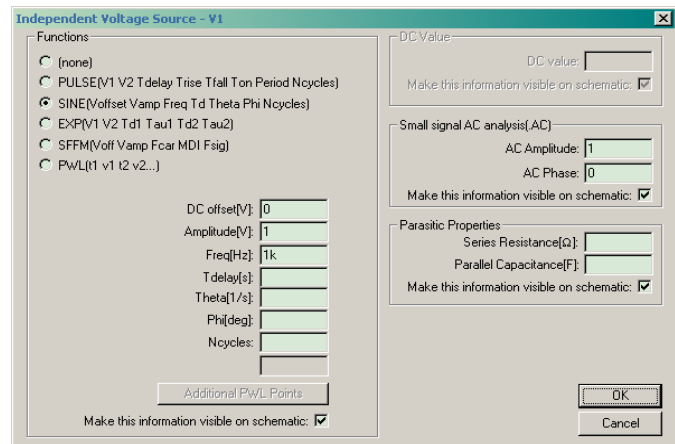 Independent Voltage Source - V1
Functions
(none)
PULSE(V1 V2 Tdelay Trise Tfall Ton Period Ncycles)
SINE(Voffset Vamp Freq Td Theta Phi Ncycles)
EXP(V1 V2 Td1 Tau1 Td2 Tau2)
SFFM(Voff Vamp Fcar MDI Fsig)
PWL(t1 v1 t2 v2...)
DC offset[V]: 0
Amplitude[V]: 1
Freq[Hz]: 1k
Tdelay[s]:
Theta[1/s]:
Phi[deg]:
Ncycles:
Additional PWL Points
Make this information visible on schematic:
DC Value
DC value:
Make this information visible on schematic:
Small signal AC analysis(.AC)
AC Amplitude: 1
AC Phase: 0
Make this information visible on schematic:
Parasitic Properties
Series Resistance[Ω]:
Parallel Capacitance[F]:
Make this information visible on schematic:
OK
Cancel